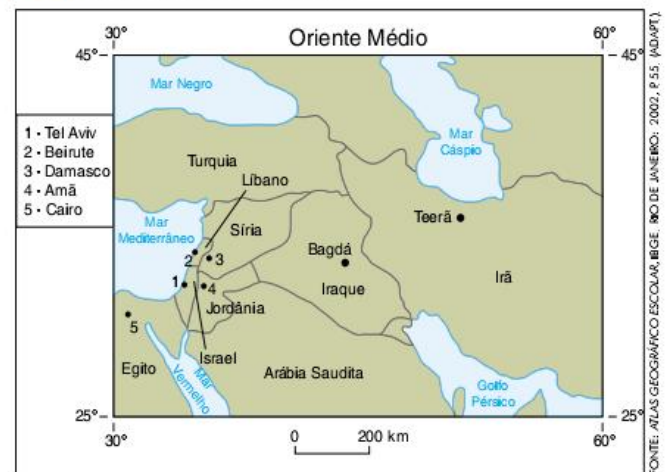 30°
Oriente Médio
60°
45°
45°
Mar Negro
1 - Tel Aviv
2 - Beirute
3 - Damasco
4 - Amã
5 - Cairo
Mar
Cáspio
Turquia
Líbano
Mar
Mediterrâneo
Síria
Teerã
Bagdá
2
3
Irã
1
4
Iraque
Jordânia
5
Israel
Egito
Mar
Vermelho
Arábia Saudita
Golfo
Pérsico
25°
25°
30°
60°
0
200 km
FONTE: ATLAS GEOGRÁFICO ESCOLAR, IBGE, RIO DE JANEIRO: 2002, P. 55. (ADAPT.).